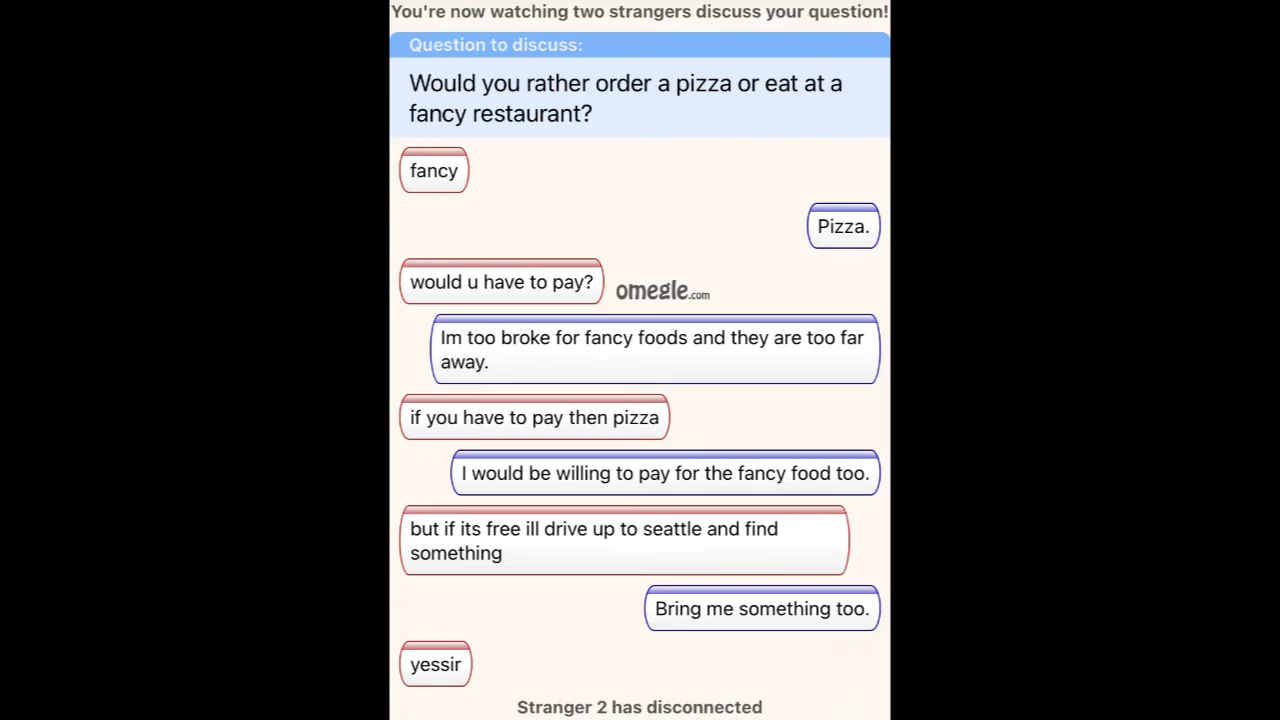 You're now watching two strangers discuss your question!
Question to discuss:
Would you rather order a pizza or eat at a
fancy restaurant?
fancy
Pizza.
would u have to pay?
omegle.com
Im too broke for fancy foods and they are too far
away.
if you have to pay then pizza
I would be willing to pay for the fancy food too.
but if its free ill drive up to seattle and find
something
Bring me something too.
yessir
Stranger 2 has disconnected